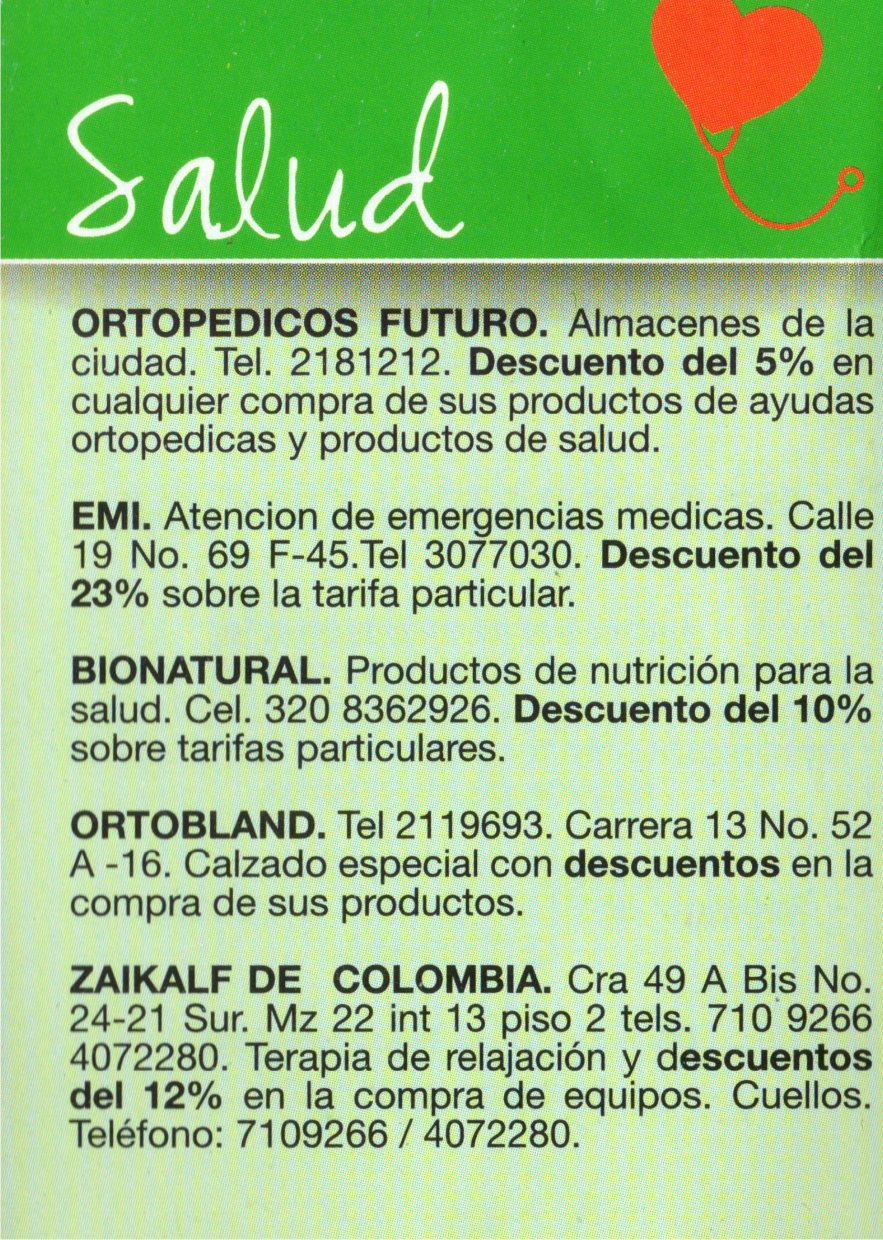 Salud
ORTOPEDICOS FUTURO. Almacenes de la
ciudad. Tel. 2181212. Descuento del 5% en
cualquier compra de sus productos de ayudas
ortopedicas y productos de salud.
EMI. Atencion de emergencias medicas. Calle
19 No. 69 F-45.Tel 3077030. Descuento del
23% sobre la tarifa particular.
BIONATURAL. Productos de nutrición para la
salud. Cel. 320 8362926. Descuento del 10%
sobre tarifas particulares.
ORTOBLAND. Tel 2119693. Carrera 13 No. 52
A -16. Calzado especial con descuentos en la
compra de sus productos.
ZAIKALF DE COLOMBIA. Cra 49 A Bis No.
24-21 Sur. Mz 22 int 13 piso 2 tels. 710 9266
4072280. Terapia de relajación y descuentos
del 12% en la compra de equipos. Cuellos.
Teléfono: 7109266 / 4072280.